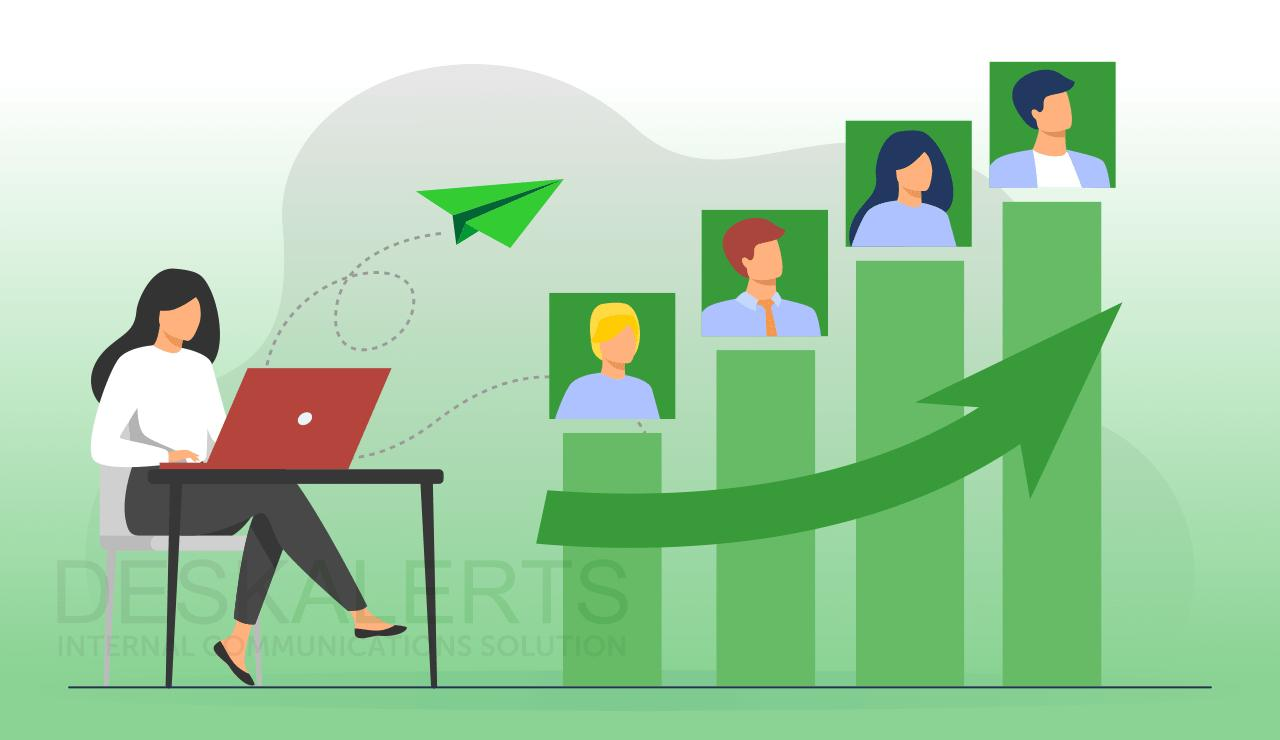 DESKALERTS
INTERNAL COMMUNICATIONS SOLUTION